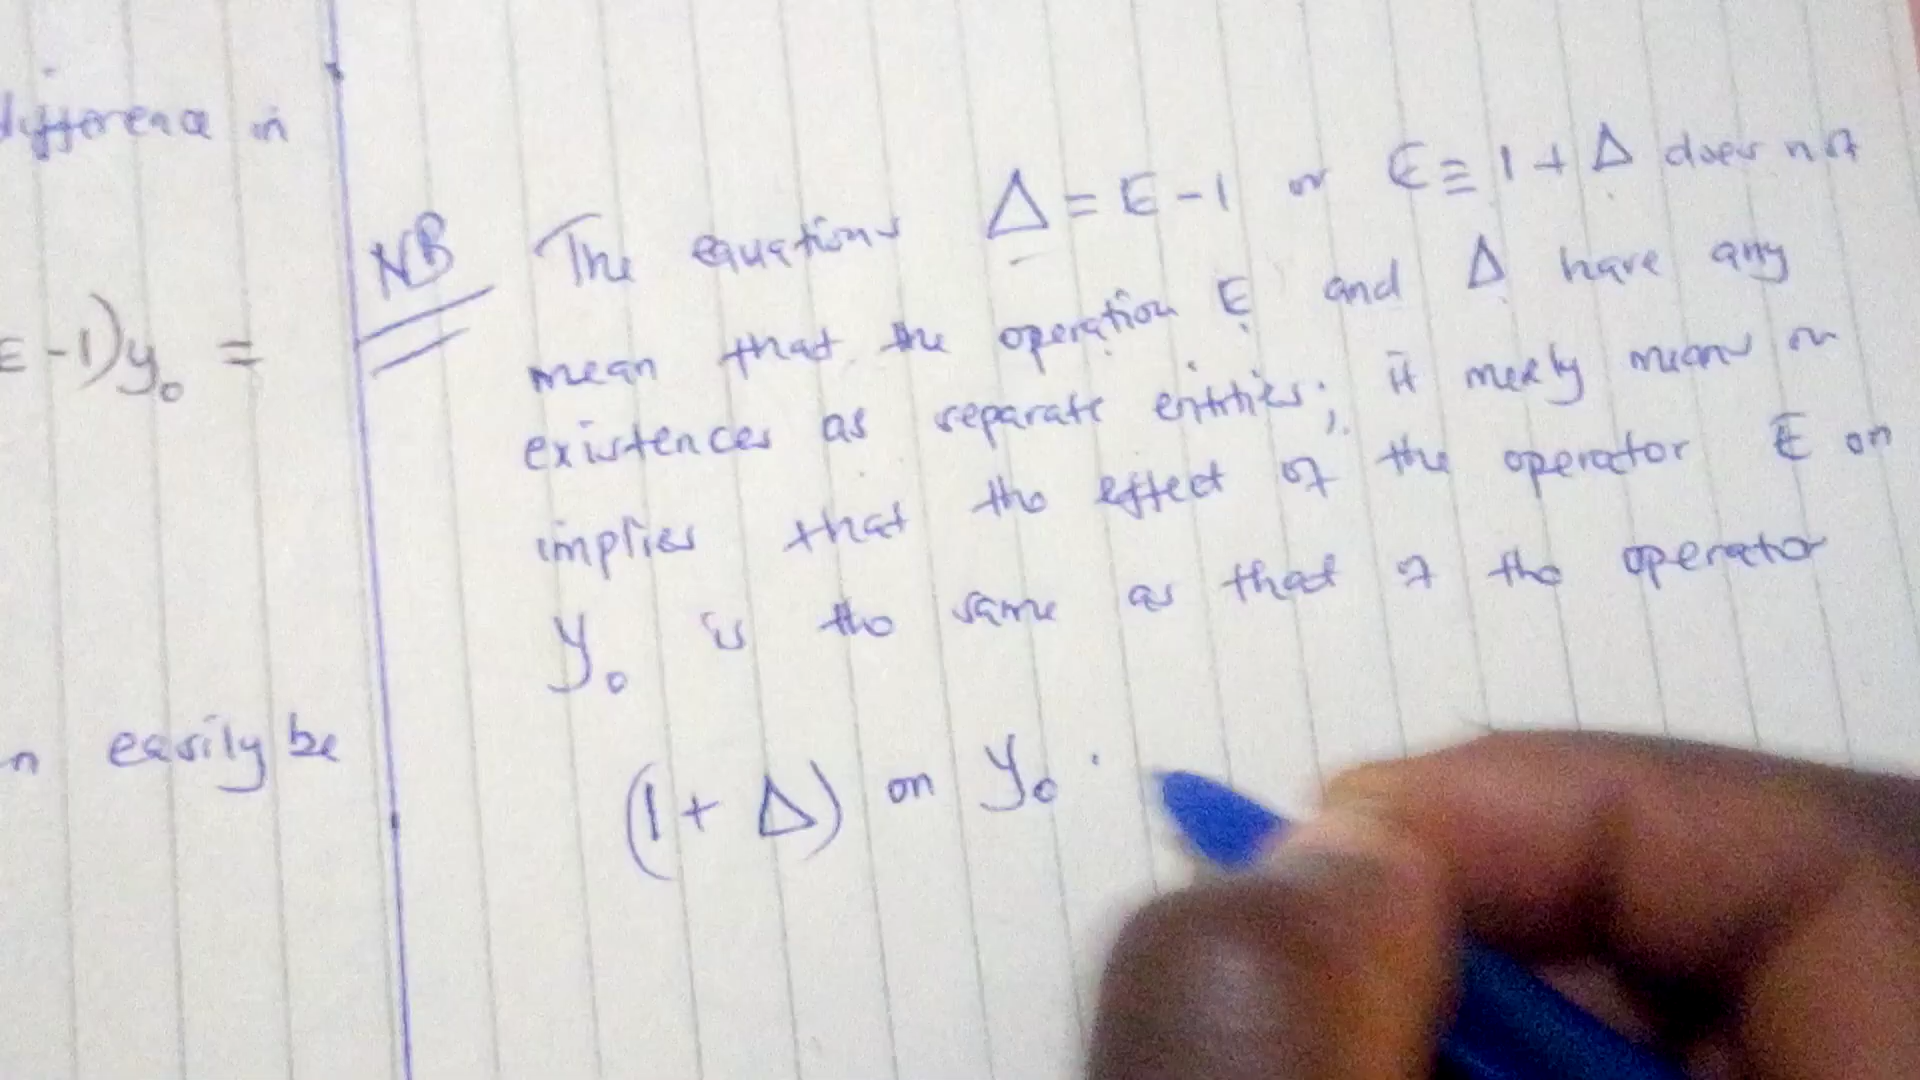 difference in
E -1)y₀ =
n easily be
NB The equations Δ = E -1 or E ≡ 1 + Δ does not
mean that the operation E and Δ have any
existences as separate entities; it merly means or
implies that the effect of the operator E on
y₀ is the same as that of the operator
(1 + Δ) on y₀.